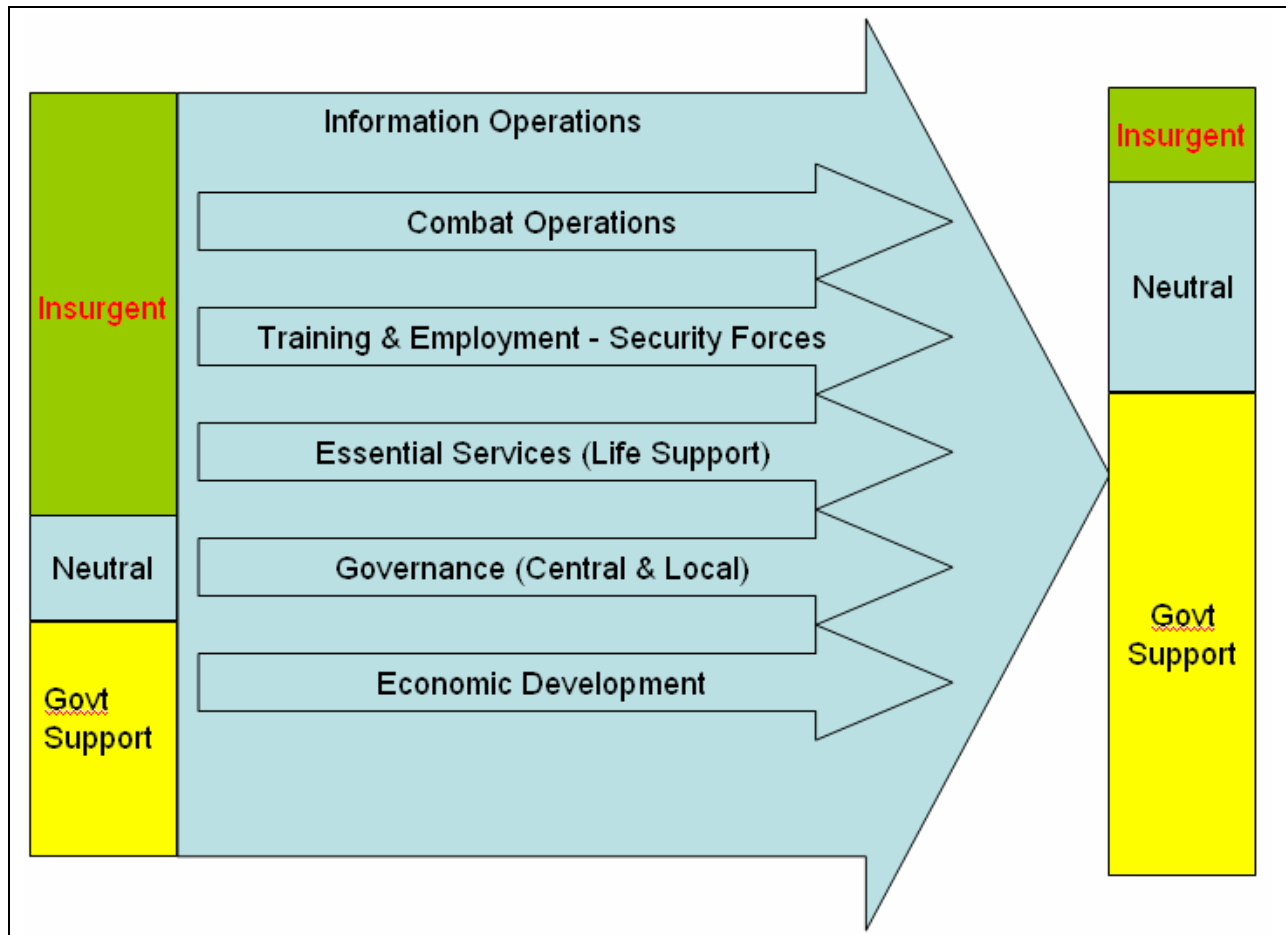 Insurgent
Neutral
Govt
Support
Information Operations
Combat Operations
Training & Employment - Security Forces
Essential Services (Life Support)
Governance (Central & Local)
Economic Development
Insurgent
Neutral
Govt
Support